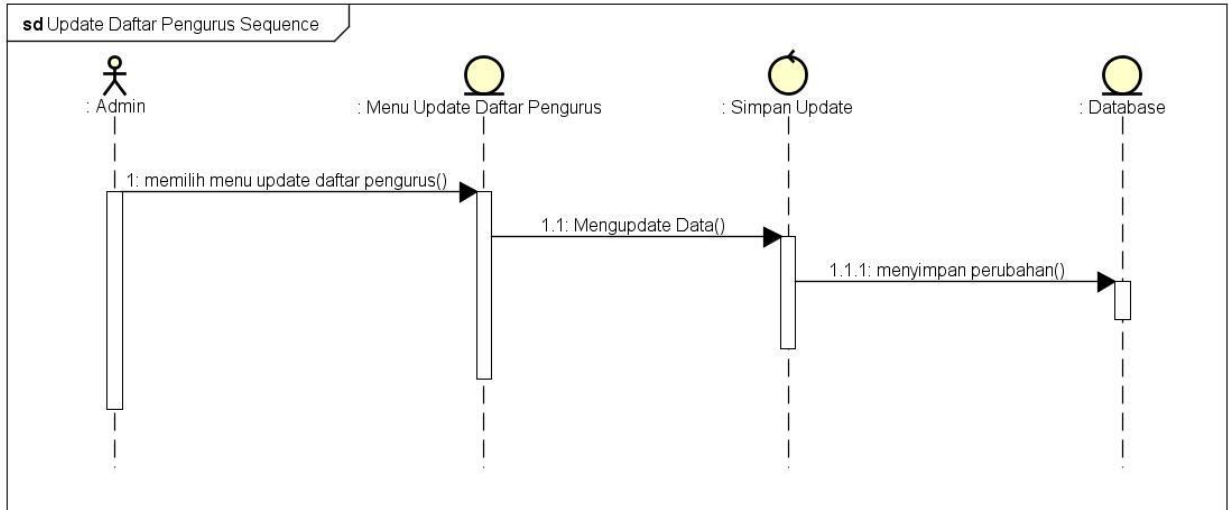 sd Update Daftar Pengurus Sequence
: Admin
: Menu Update Daftar Pengurus
: Simpan Update
: Database
1: memilih menu update daftar pengurus()
1.1: Mengupdate Data()
1.1.1: menyimpan perubahan()